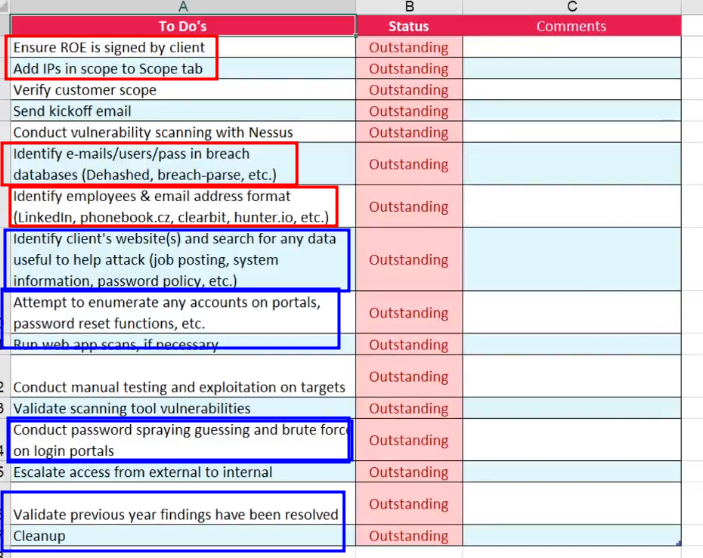 A B C
To Do's Status Comments
Ensure ROE is signed by client Outstanding
Add IPs in scope to Scope tab Outstanding
Verify customer scope Outstanding
Send kickoff email Outstanding
Conduct vulnerability scanning with Nessus Outstanding
Identify e-mails/users/pass in breach
databases (Dehashed, breach-parse, etc.) Outstanding
Identify employees & email address format
(LinkedIn, phonebook.cz, clearbit, hunter.io, etc.) Outstanding
Identify client's website(s) and search for any data
useful to help attack (job posting, system Outstanding
information, password policy, etc.)
Attempt to enumerate any accounts on portals,
password reset functions, etc. Outstanding
Run web app scans, if necessary Outstanding
2 Conduct manual testing and exploitation on targets Outstanding
3 Validate scanning tool vulnerabilities Outstanding
Conduct password spraying guessing and brute force
4 on login portals Outstanding
5 Escalate access from external to internal Outstanding
Validate previous year findings have been resolved Outstanding
Cleanup Outstanding